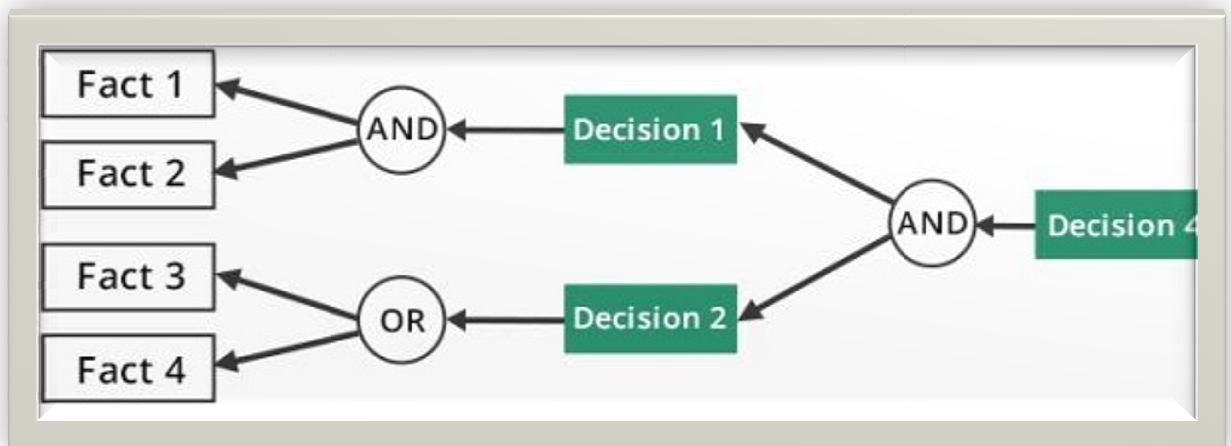 Fact 1
Fact 2
Fact 3
Fact 4
AND
OR
Decision 1
Decision 2
AND
Decision 4